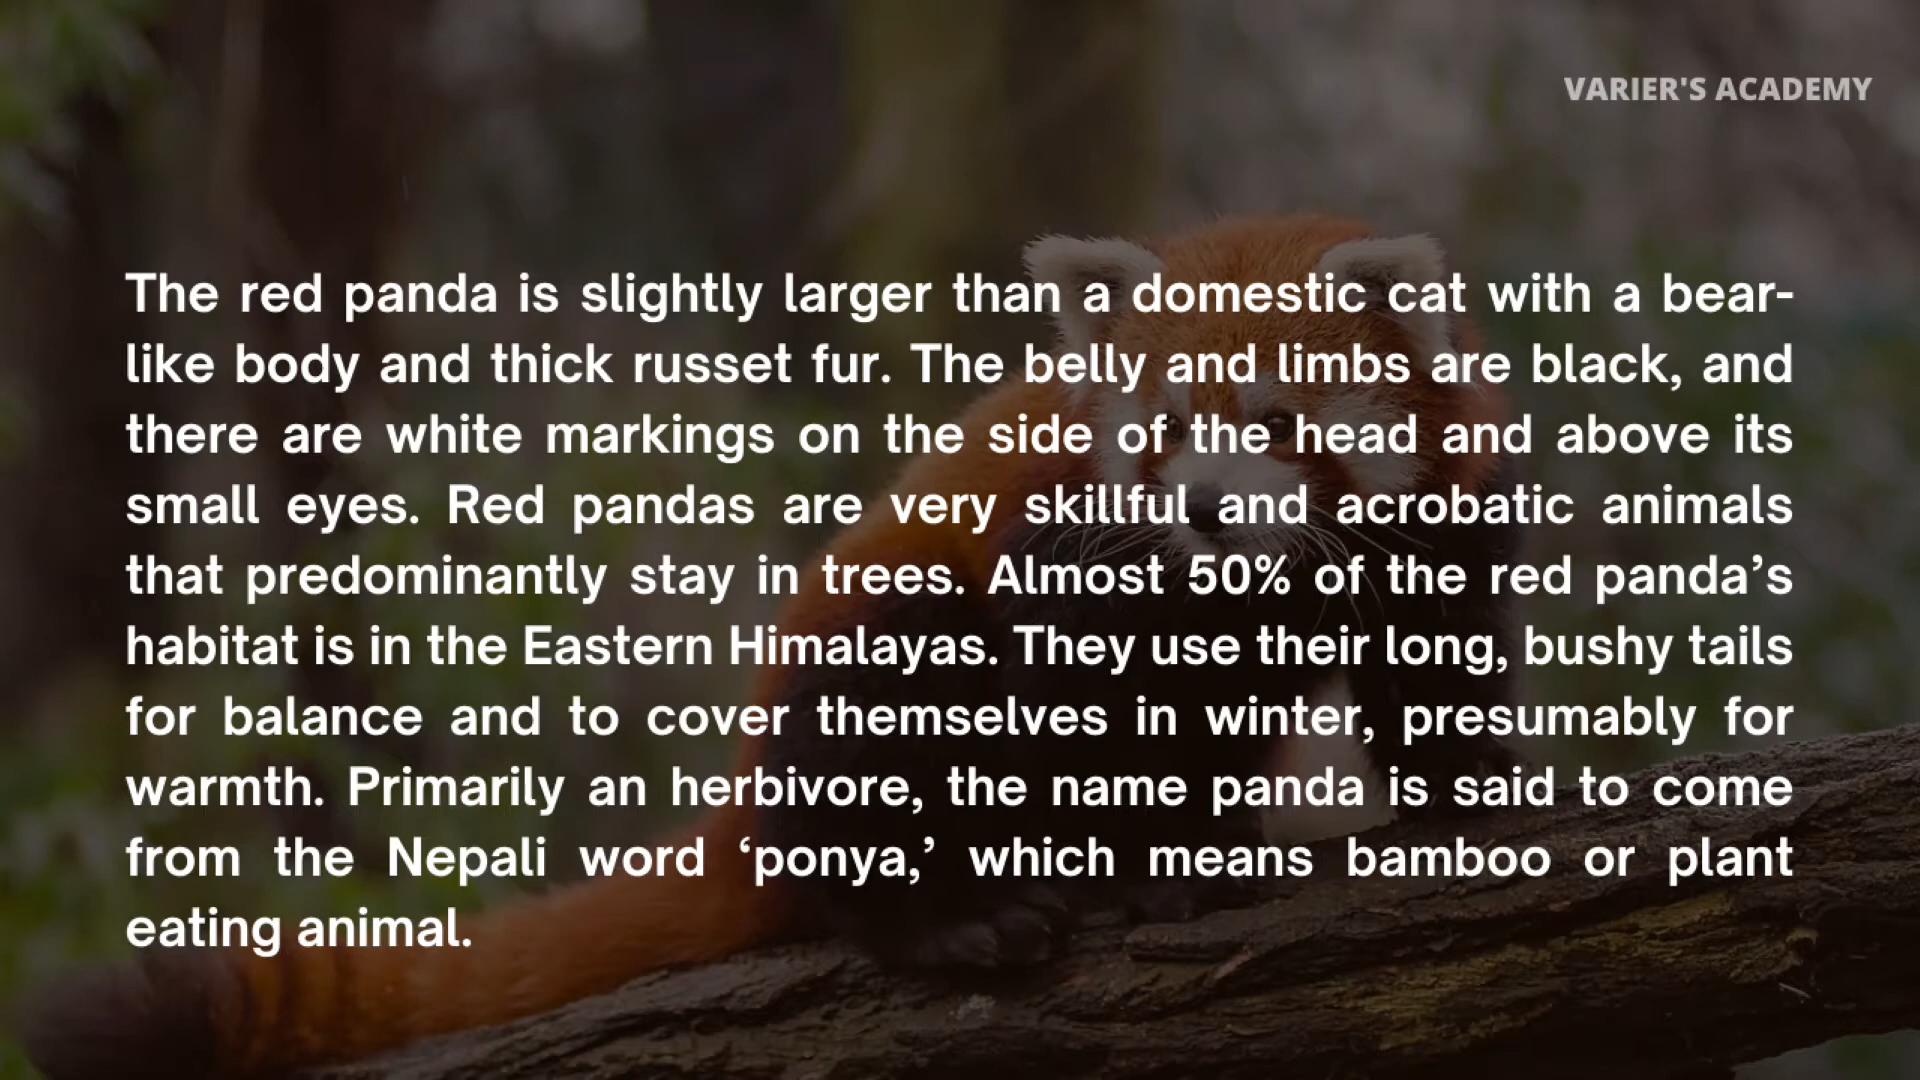 VARIER'S ACADEMY
The red panda is slightly larger than a domestic cat with a bear-
like body and thick russet fur. The belly and limbs are black, and
there are white markings on the side of the head and above its
small eyes. Red pandas are very skillful and acrobatic animals
that predominantly stay in trees. Almost 50% of the red panda’s
habitat is in the Eastern Himalayas. They use their long, bushy tails
for balance and to cover themselves in winter, presumably for
warmth. Primarily an herbivore, the name panda is said to come
from the Nepali word ‘ponya,’ which means bamboo or plant
eating animal.